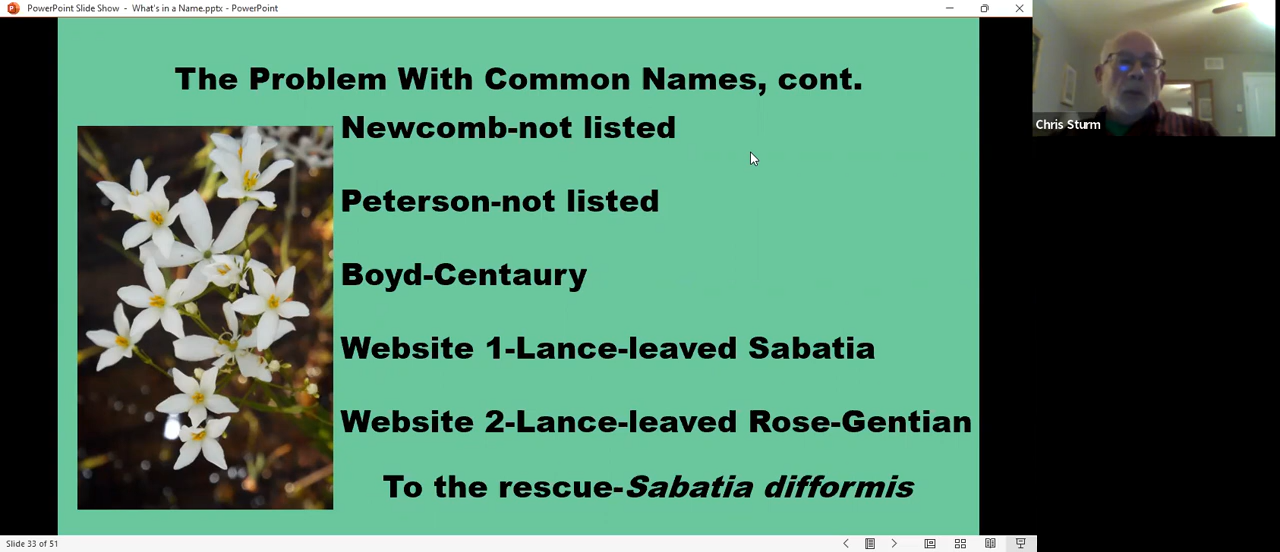 PowerPoint Slide Show - What's in a Name.pptx - PowerPoint
The Problem With Common Names, cont.
Newcomb-not listed
Peterson-not listed
Boyd-Centaury
Website 1-Lance-leaved Sabatia
Website 2-Lance-leaved Rose-Gentian
To the rescue-Sabatia difformis
Chris Sturm
Slide 33 of 51